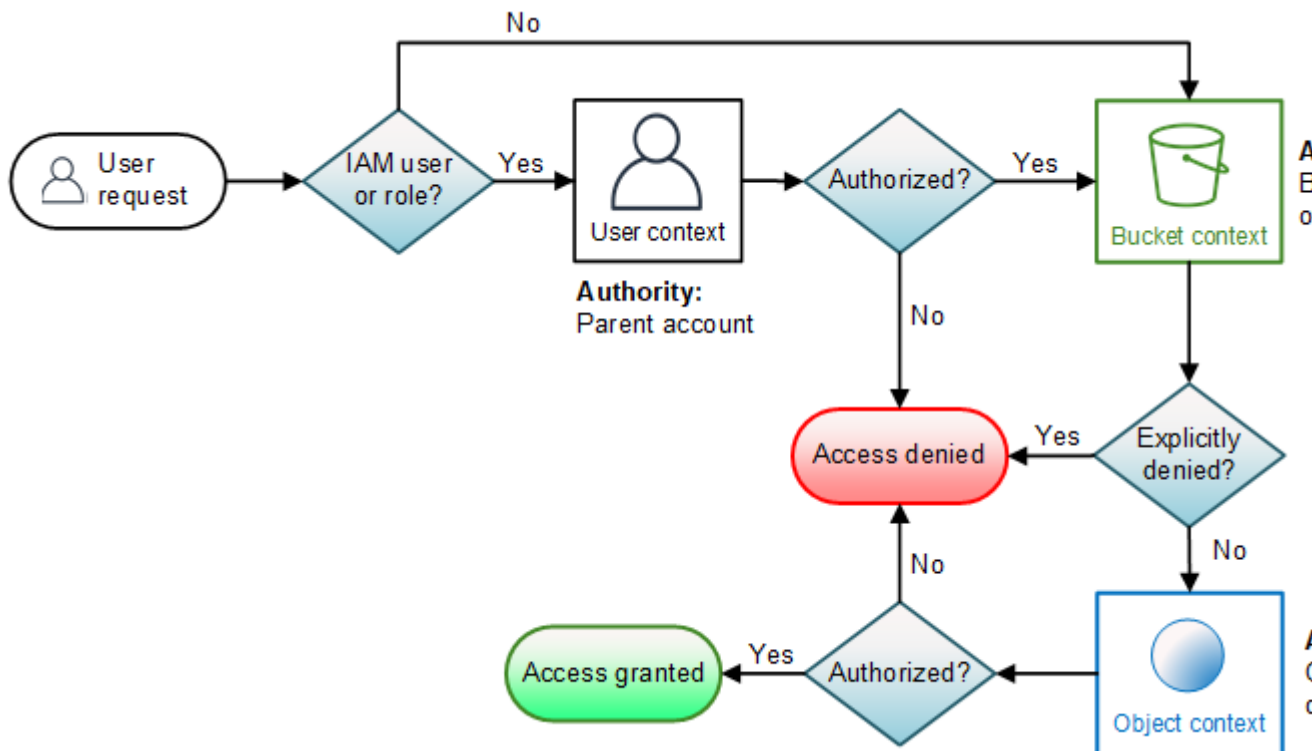 No
User
request
IAM user
or role?
Yes
User context
Authority:
Parent account
Authorized?
Yes
Bucket context
No
Access denied
Yes
Explicitly
denied?
No
No
Access granted
Yes
Authorized?
Object context